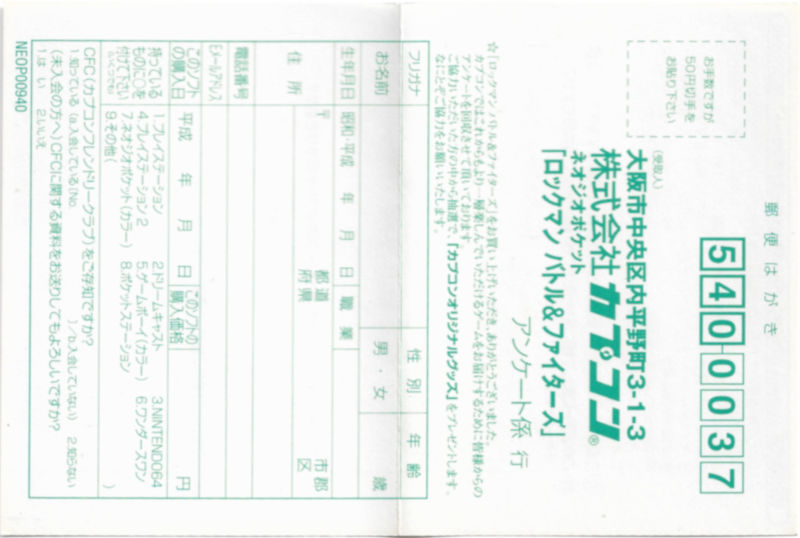 郵便はがき
5400037
お手数ですが
50円切手を
お貼り下さい
(受取人)
大阪市中央区内平野町3-1-3
株式会社カプコン®
ネオジオポケット
「ロックマン バトル&ファイターズ」
アンケート係 行
☆「ロックマン バトル&ファイターズ」をお買い上げいただき、ありがとうございました
カプコンではこれからもより一層楽しんでいただけるゲームをお届けするために皆様からの
アンケートを回収させて頂いております。
ご協力いただいた方の中から抽選で、「カプコンオリジナルグッズ」をプレゼントします。
なにとぞご協力をお願いいたします。
フリガナ
性別 年齢
お名前
男・女 歳
生年月日 昭和 平成 年 月 日 職業
住所 〒 都道府県 市郡区
電話番号
Eメールアドレス
このソフトの購入日 平成 年 月 日 このソフトの購入価格 円
持っているものに○を付けて下さい(いくつでも)
1.プレイステーション 2.ドリームキャスト 3.NINTENDO64
4.プレイステーション2 5.ゲームボーイ(カラー) 6.ワンダースワン
7.ネオジオポケット(カラー) 8.ポケットステーション
9.その他( )
CFC(カプコンフレンドリークラブ)をご存知ですか?
1.知っている (a.入会している(No. )/b.入会していない) 2.知らない
(未入会の方へ)CFCに関する資料をお送りしてもよろしいですか?
1.はい 2.いいえ
NEOP00940